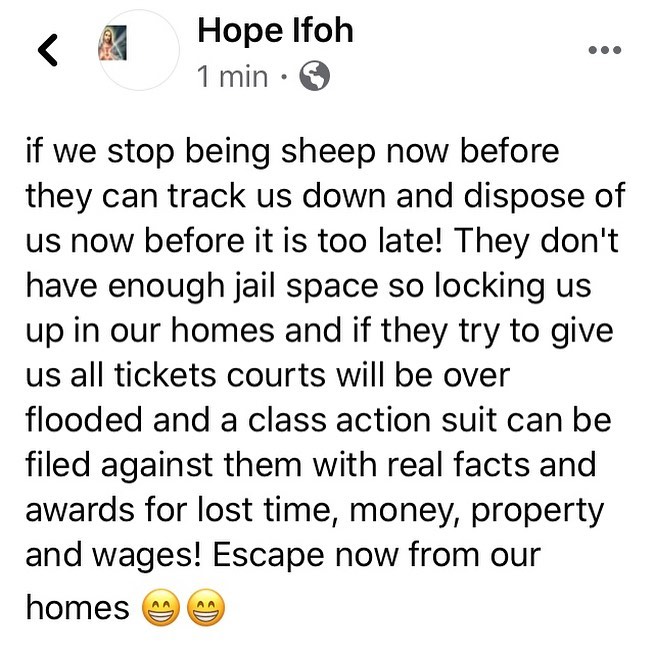 Hope Ifoh
1 min ·
if we stop being sheep now before
they can track us down and dispose of
us now before it is too late! They don't
have enough jail space so locking us
up in our homes and if they try to give
us all tickets courts will be over
flooded and a class action suit can be
filed against them with real facts and
awards for lost time, money, property
and wages! Escape now from our
homes 😁😁